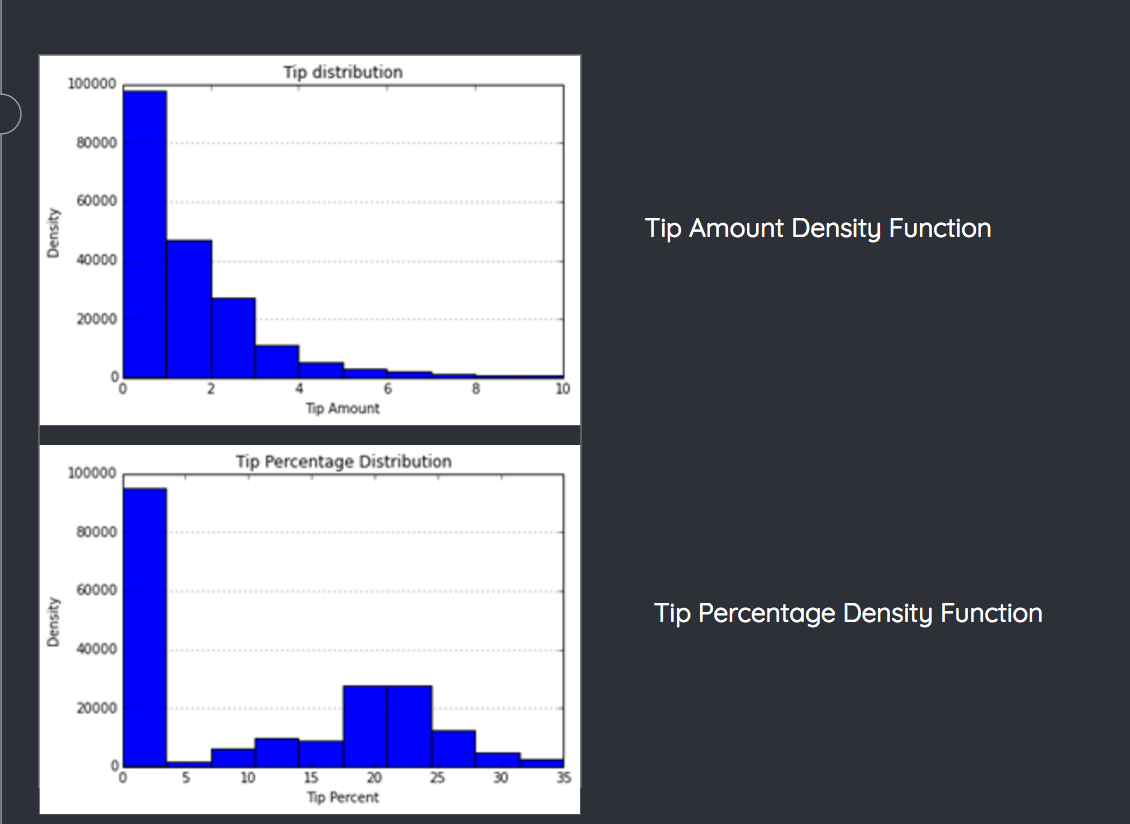 Tip distribution
100000
80000
60000
40000
20000
0
Density
0 2 4 6 8 10
Tip Amount
Tip Amount Density Function
Tip Percentage Distribution
100000
80000
60000
40000
20000
0
Density
0 5 10 15 20 25 30 35
Tip Percent
Tip Percentage Density Function